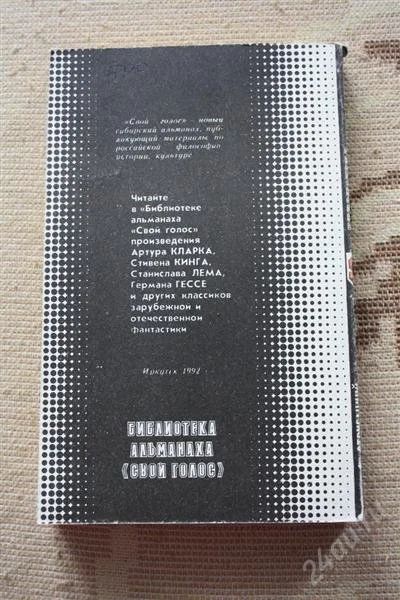 «Свой голос» новый
сибирский альманах, пуб-
ликующий материалы по
российской философии
истории, культуре
Читайте
в «Библиотеке
альманаха
«Свой голос»
произведения
Артура КЛАРКА,
Стивена КИНГА,
Станислава ЛЕМА,
Германа ГЕССЕ
и других классиков
зарубежной и
отечественной
фантастики
Иркутск 1992
БИБЛИОТЕКА
АЛЬМАНАХА
«СВОЙ ГОЛОС»